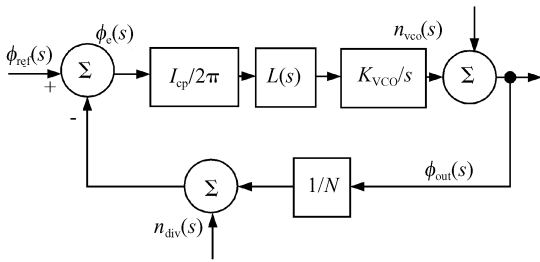 ϕref(s)
+
-
ϕe(s)
Σ
Icp/2π
L(s)
KVCO/s
nvco(s)
Σ
ϕout(s)
1/N
Σ
ndiv(s)